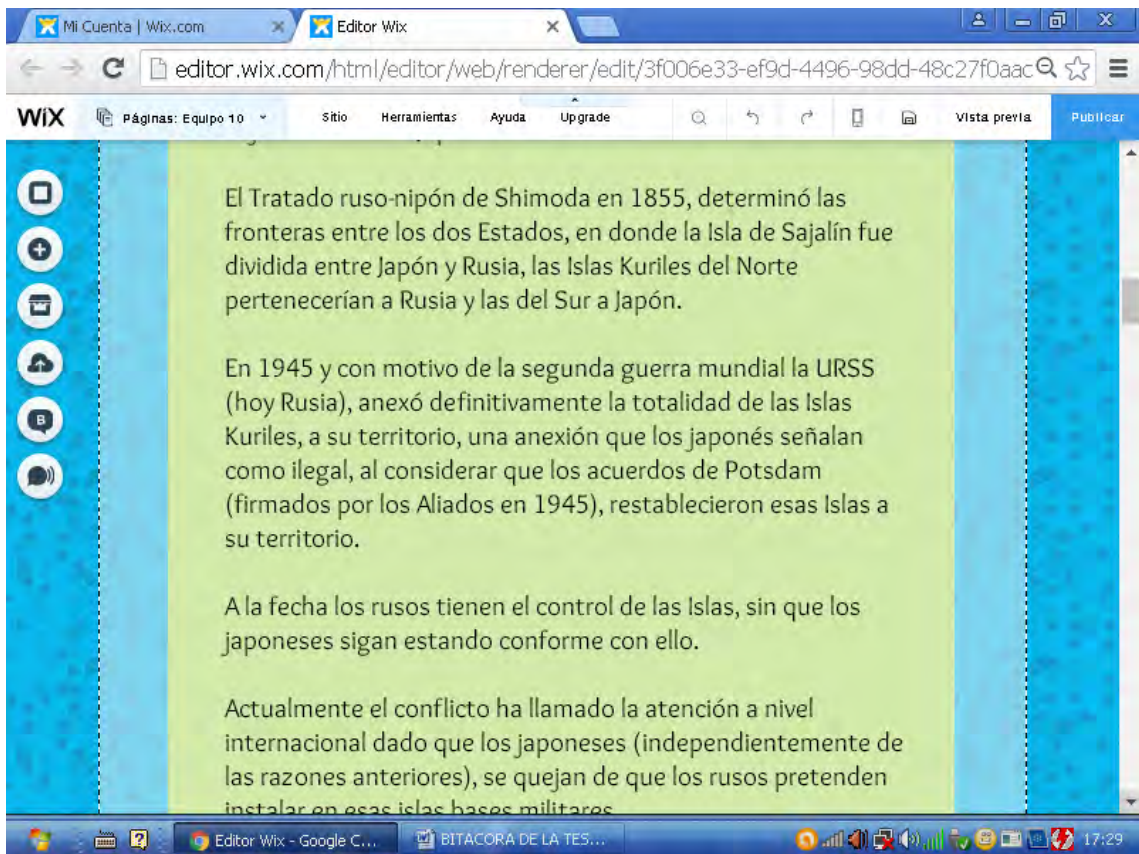 Mi Cuenta | Wix.com
Editor Wix
editor.wix.com/html/editor/web/renderer/edit/3f006e33-ef9d-4496-98dd-48c27f0aac
WiX Páginas: Equipo 10 Sitio Herramientas Ayuda Upgrade Vista previa Publicar
El Tratado ruso-nipón de Shimoda en 1855, determinó las
fronteras entre los dos Estados, en donde la Isla de Sajalín fue
dividida entre Japón y Rusia, las Islas Kuriles del Norte
pertenecerían a Rusia y las del Sur a Japón.
En 1945 y con motivo de la segunda guerra mundial la URSS
(hoy Rusia), anexó definitivamente la totalidad de las Islas
Kuriles, a su territorio, una anexión que los japonés señalan
como ilegal, al considerar que los acuerdos de Potsdam
(firmados por los Aliados en 1945), restablecieron esas Islas a
su territorio.
A la fecha los rusos tienen el control de las Islas, sin que los
japoneses sigan estando conforme con ello.
Actualmente el conflicto ha llamado la atención a nivel
internacional dado que los japoneses (independientemente de
las razones anteriores), se quejan de que los rusos pretenden
instalar en esas islas bases militares
Editor Wix - Google C... BITACORA DE LA TES... 17:29